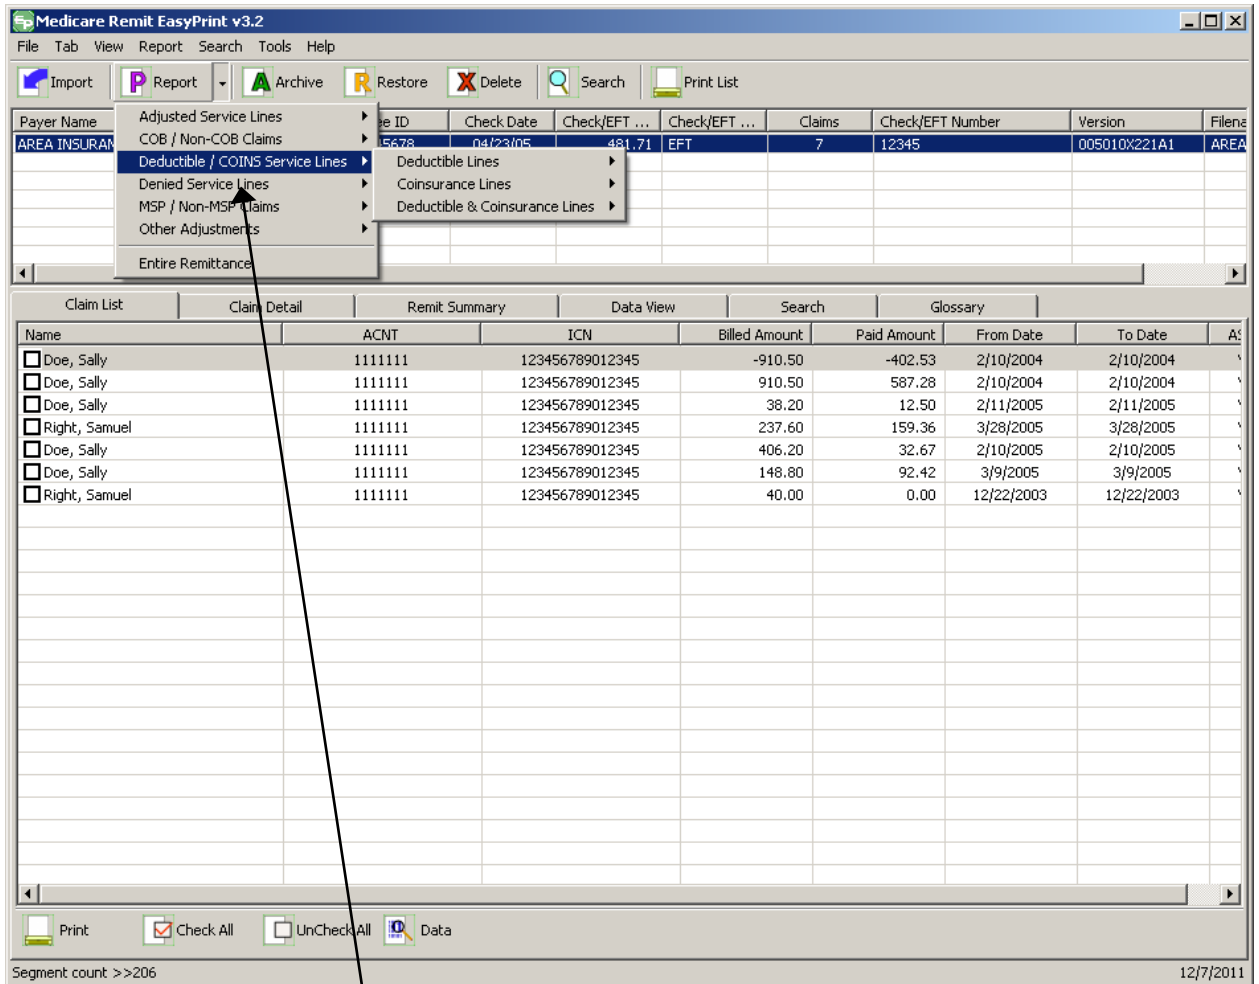 Medicare Remit EasyPrint v3.2
File Tab View Report Search Tools Help
Import P Report A Archive R Restore X Delete Search Print List
Payer Name ee ID Check Date Check/EFT ... Check/EFT ... Claims Check/EFT Number Version Filena
AREA INSURAN 5678 04/23/05 481.71 EFT 7 12345 005010X221A1 AREA
Adjusted Service Lines
COB / Non-COB Claims
Deductible / COINS Service Lines
Denied Service Lines
MSP / Non-MSP Claims
Other Adjustments
Entire Remittance
Deductible Lines
Coinsurance Lines
Deductible & Coinsurance Lines
Claim List Claim Detail Remit Summary Data View Search Glossary
Name ACNT ICN Billed Amount Paid Amount From Date To Date AS
Doe, Sally 1111111 123456789012345 -910.50 -402.53 2/10/2004 2/10/2004
Doe, Sally 1111111 123456789012345 910.50 587.28 2/10/2004 2/10/2004
Doe, Sally 1111111 123456789012345 38.20 12.50 2/11/2005 2/11/2005
Right, Samuel 1111111 123456789012345 237.60 159.36 3/28/2005 3/28/2005
Doe, Sally 1111111 123456789012345 406.20 32.67 2/10/2005 2/10/2005
Doe, Sally 1111111 123456789012345 148.80 92.42 3/9/2005 3/9/2005
Right, Samuel 1111111 123456789012345 40.00 0.00 12/22/2003 12/22/2003
Print Check All UnCheck All Data
Segment count >>206 12/7/2011